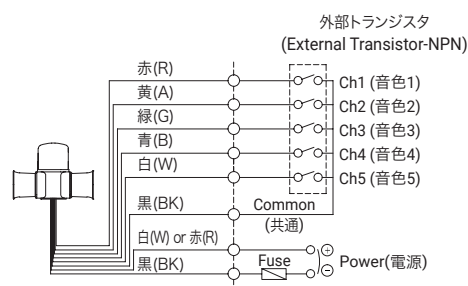 外部トランジスタ
(External Transistor-NPN)
赤(R)
Ch1 (音色1)
黄(A)
Ch2 (音色2)
緑(G)
Ch3 (音色3)
青(B)
Ch4 (音色4)
白(W)
Ch5 (音色5)
黒(BK)
Common
(共通)
白(W) or 赤(R)
黒(BK)
Fuse
⊕
⊖
Power(電源)